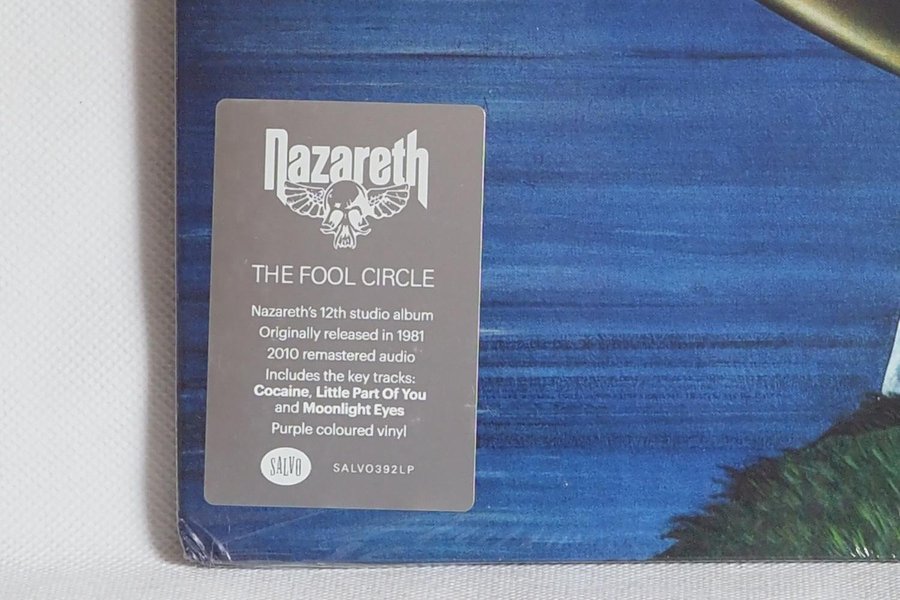 Nazareth
THE FOOL CIRCLE
Nazareth's 12th studio album
Originally released in 1981
2010 remastered audio
Includes the key tracks:
Cocaine, Little Part Of You
and Moonlight Eyes
Purple coloured vinyl
SALVO SALVO392LP